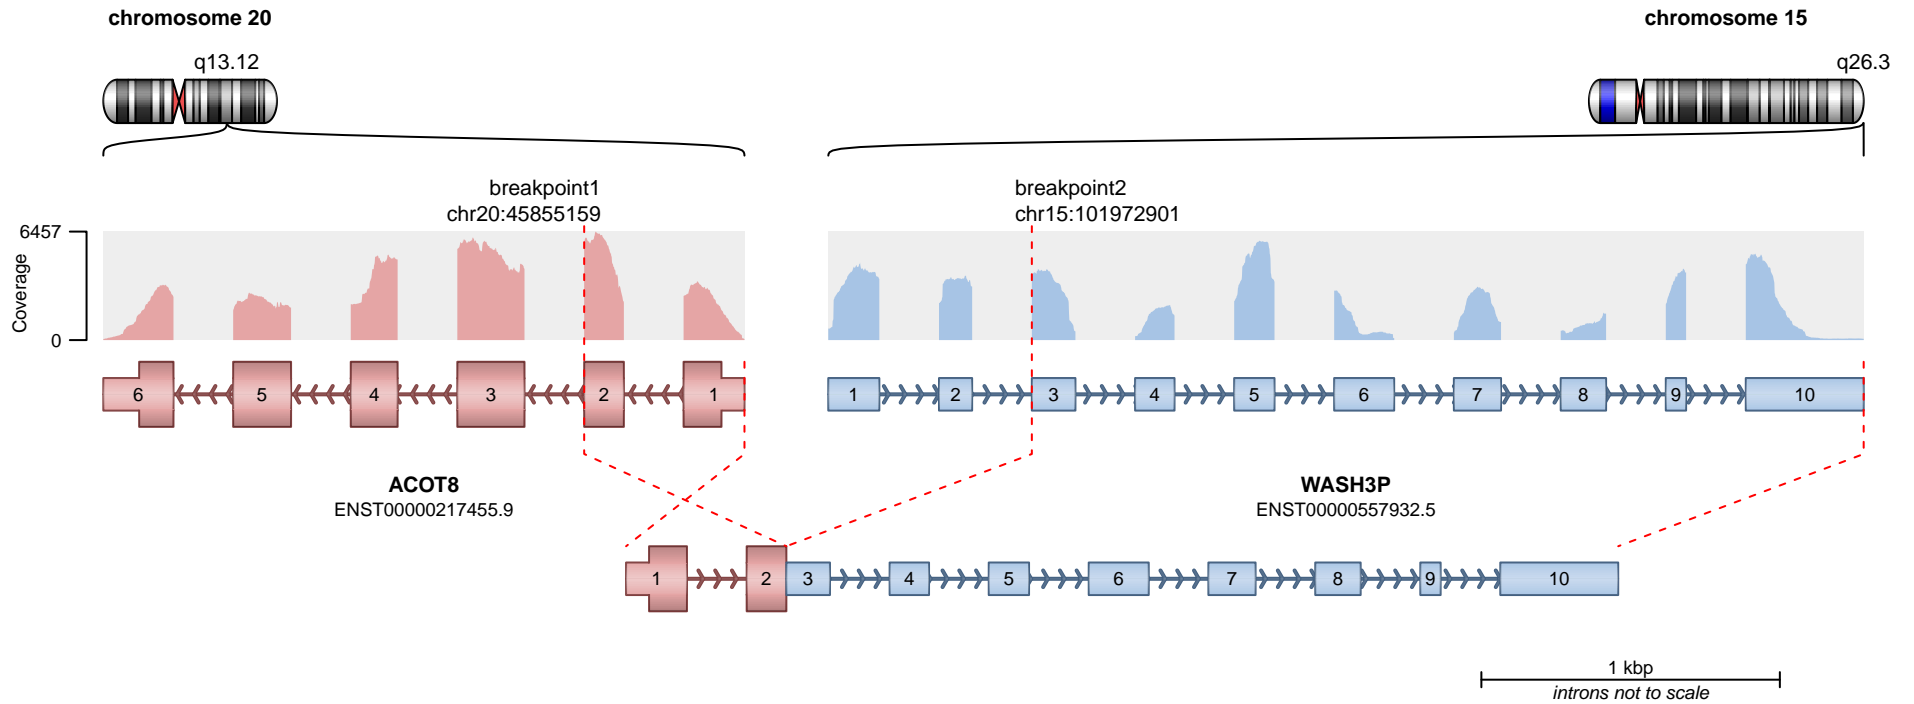 chromosome 20
chromosome 15
q13.12
q26.3
breakpoint1
chr20:45855159
breakpoint2
chr15:101972901
6457
Coverage
0
6 5 4 3 2 1
1 2 3 4 5 6 7 8 9 10
ACOT8
ENST00000217455.9
WASH3P
ENST00000557932.5
1 2 3 4 5 6 7 8 9 10
1 kbp
introns not to scale